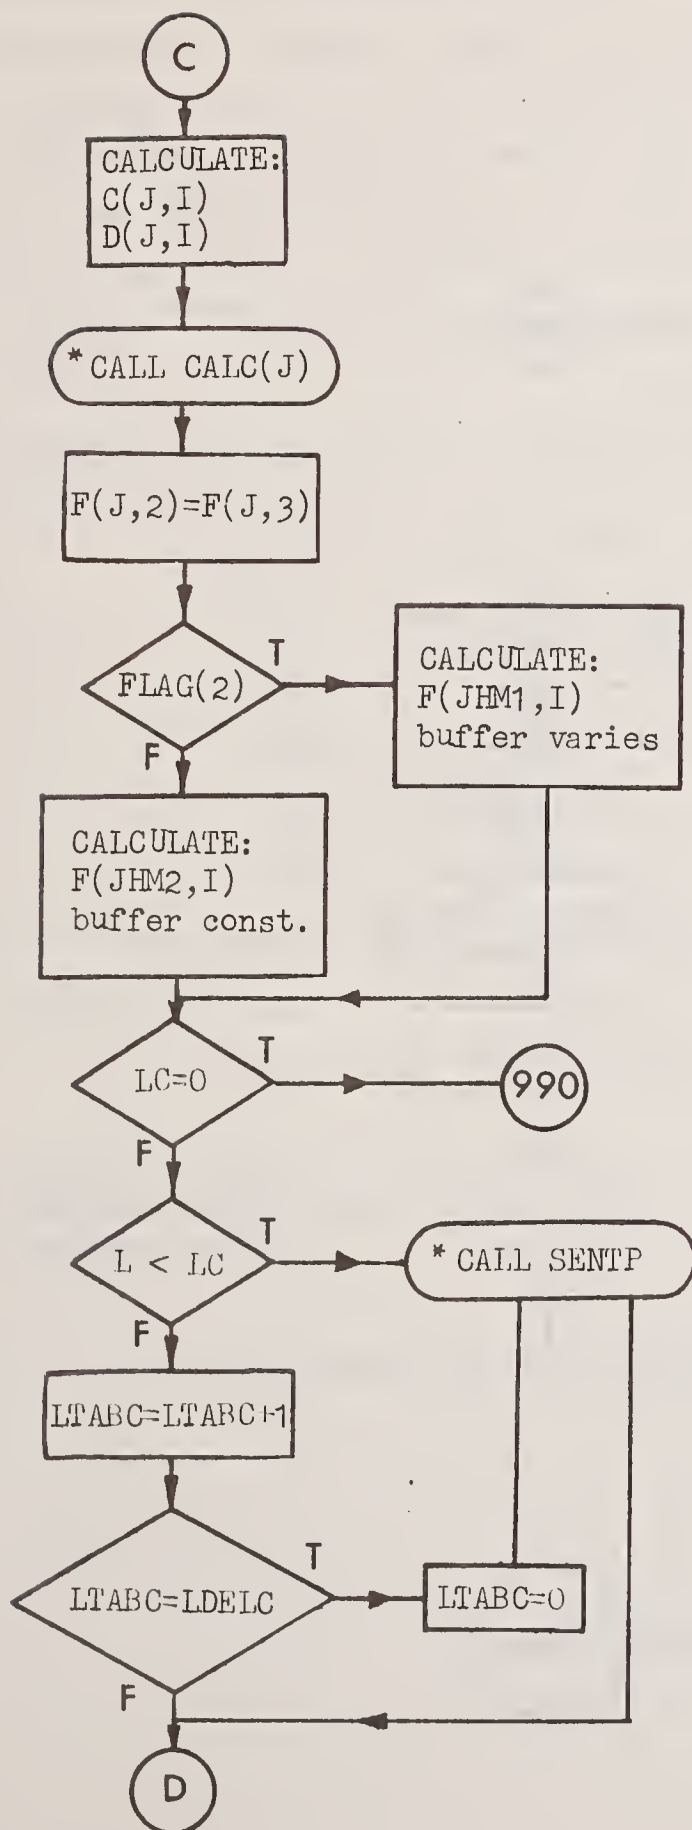 C
CALCULATE:
C(J,I)
D(J,I)
* CALL CALC(J)
F(J,2)=F(J,3)
FLAG(2)
T
F
CALCULATE:
F(JHM1,I)
buffer varies
CALCULATE:
F(JHM2,I)
buffer const.
LC=0
T
990
F
L < LC
T
* CALL SENTP
F
LTABC=LTABC+1
LTABC=LDELC
T
LTABC=0
F
D